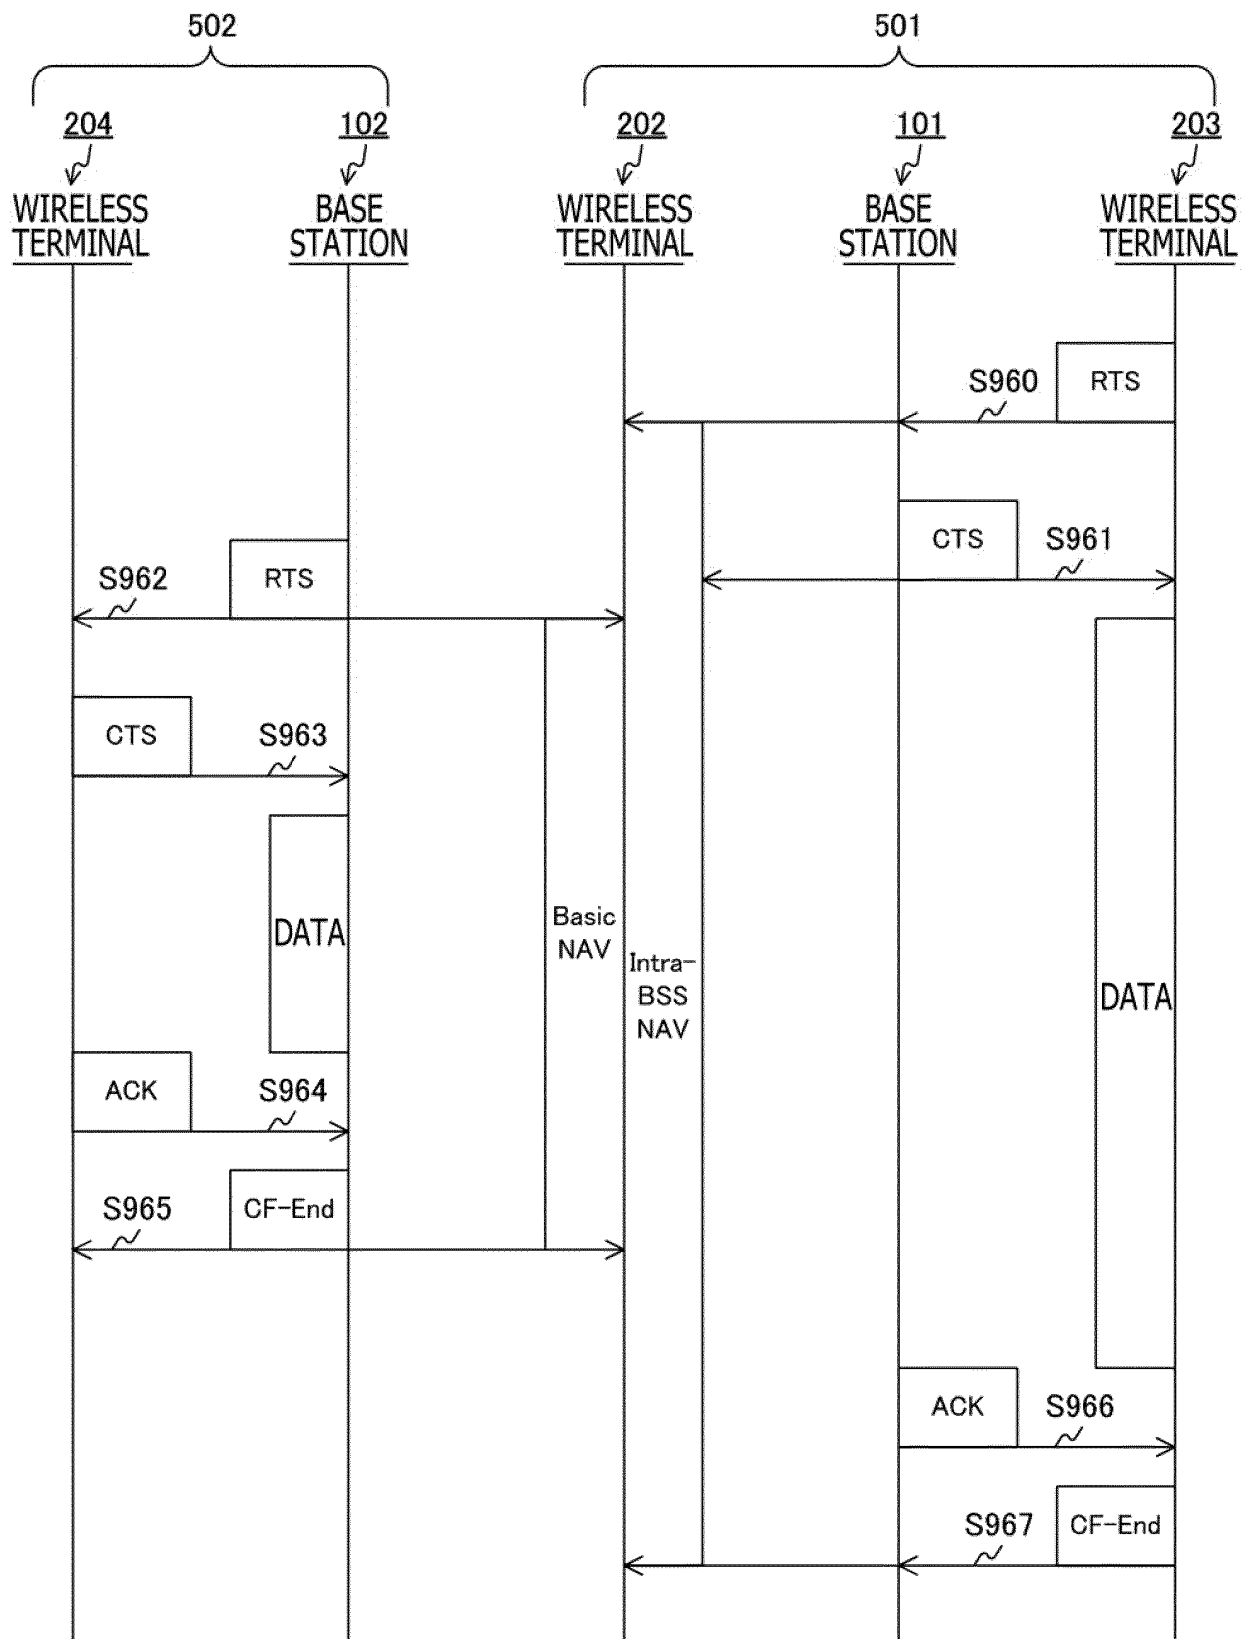 502
501
204
102
202
101
203
WIRELESS
TERMINAL
BASE
STATION
WIRELESS
TERMINAL
BASE
STATION
WIRELESS
TERMINAL
S960
RTS
CTS
S961
S962
RTS
CTS
S963
DATA
Basic
NAV
Intra-
BSS
NAV
DATA
ACK
S964
S965
CF-End
ACK
S966
S967
CF-End